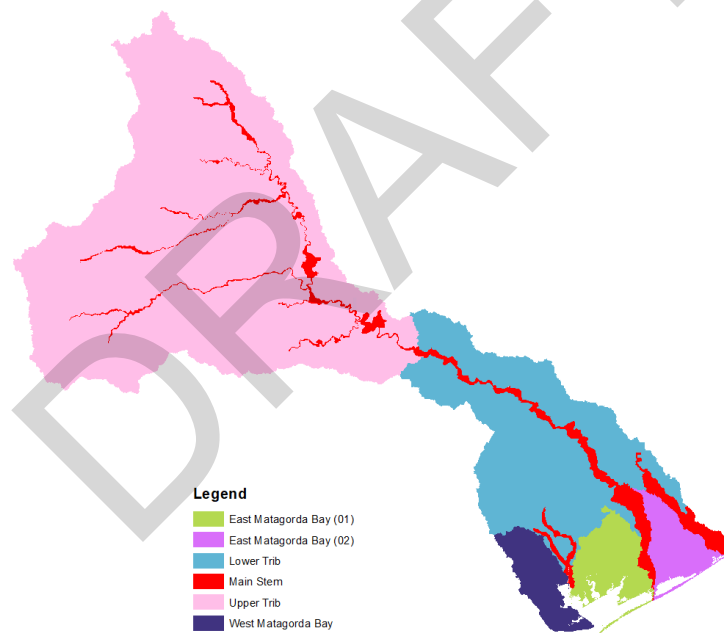 DRAFT
Legend
East Matagorda Bay (01)
East Matagorda Bay (02)
Lower Trib
Main Stem
Upper Trib
West Matagorda Bay